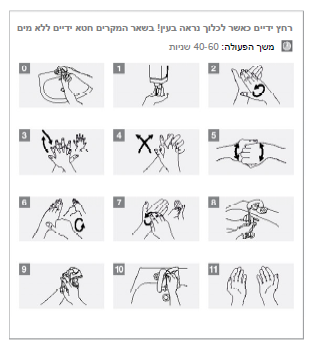 רחץ ידיים כאשר לכלוך נראה בעין! בשאר המקרים חטא ידיים ללא מים
משך הפעולה: 40-60 שניות
0 1 2
3 4 5
6 7 8
9 10 11